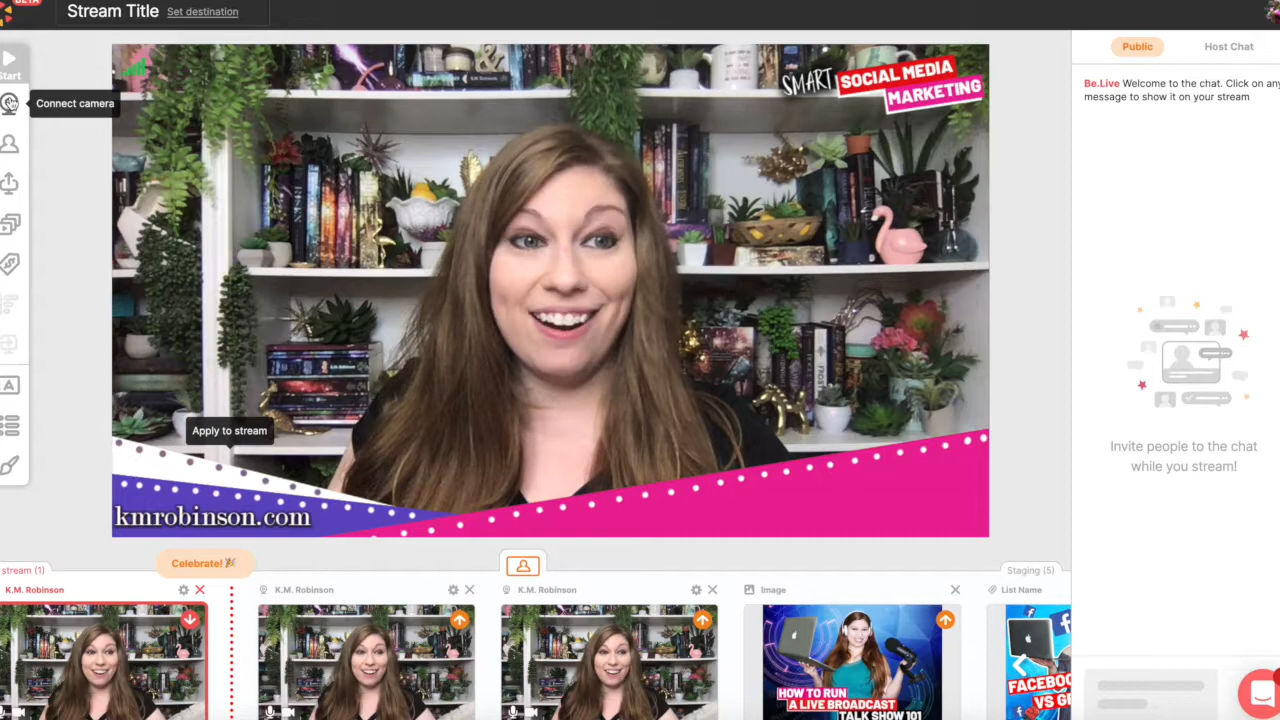 BETA
Stream Title
Set destination
Start
Connect camera
SMART
SOCIAL MEDIA
MARKETING
Public
Host Chat
Be.Live Welcome to the chat. Click on any
message to show it on your stream
Apply to stream
kmrobinson.com
Invite people to the chat
while you stream!
stream (1)
Celebrate! 🎉
Staging (5)
K.M. Robinson
K.M. Robinson
K.M. Robinson
Image
List Name
HOW TO RUN
A LIVE BROADCAST
TALK SHOW 101
FACEBOO
VS GR